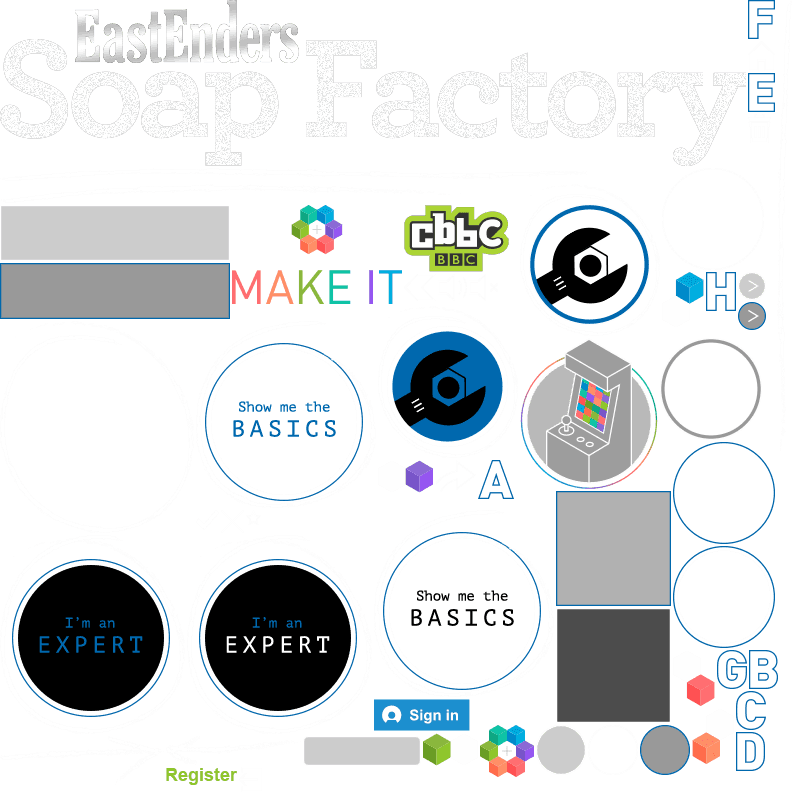 EastEnders
F
Soap Factory
E
cbbc
BBC
MAKE IT
H
Show me the
BASICS
A
I'm an
EXPERT
I'm an
EXPERT
Show me the
BASICS
G
B
C
Sign in
D
Register